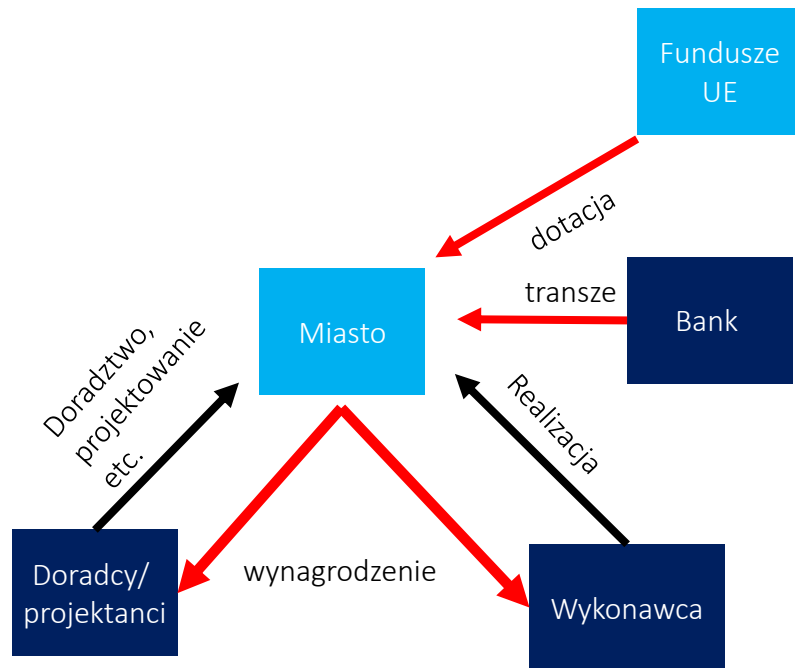 Fundusze
UE
dotacja
transze
Bank
Miasto
Doradztwo,
projektowanie
etc.
Realizacja
Doradcy/
projektanci
wynagrodzenie
Wykonawca